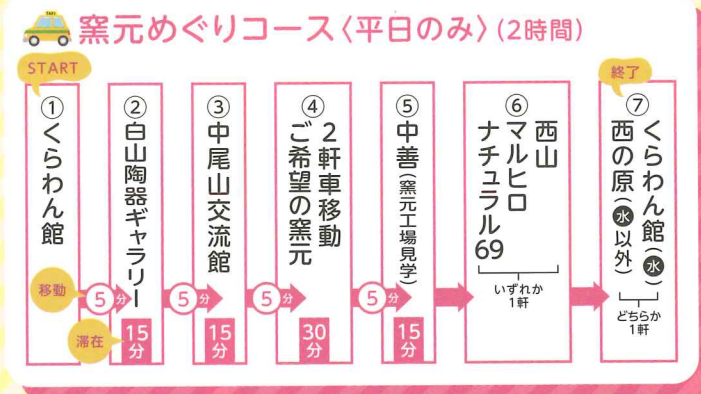 TAXI
窯元めぐりコース〈平日のみ〉(2時間)
START
①くらわん館
5分
②白山陶器ギャラリー
15分
5分
③中尾山交流館
15分
5分
④2軒車移動
ご希望の窯元
30分
5分
⑤中善(窯元工場見学)
15分
⑥西山
マルヒロ
ナチュラル69
いずれか
1軒
終了
⑦くらわん館(水)
西の原(水以外)
どちらか
1軒
移動
滞在